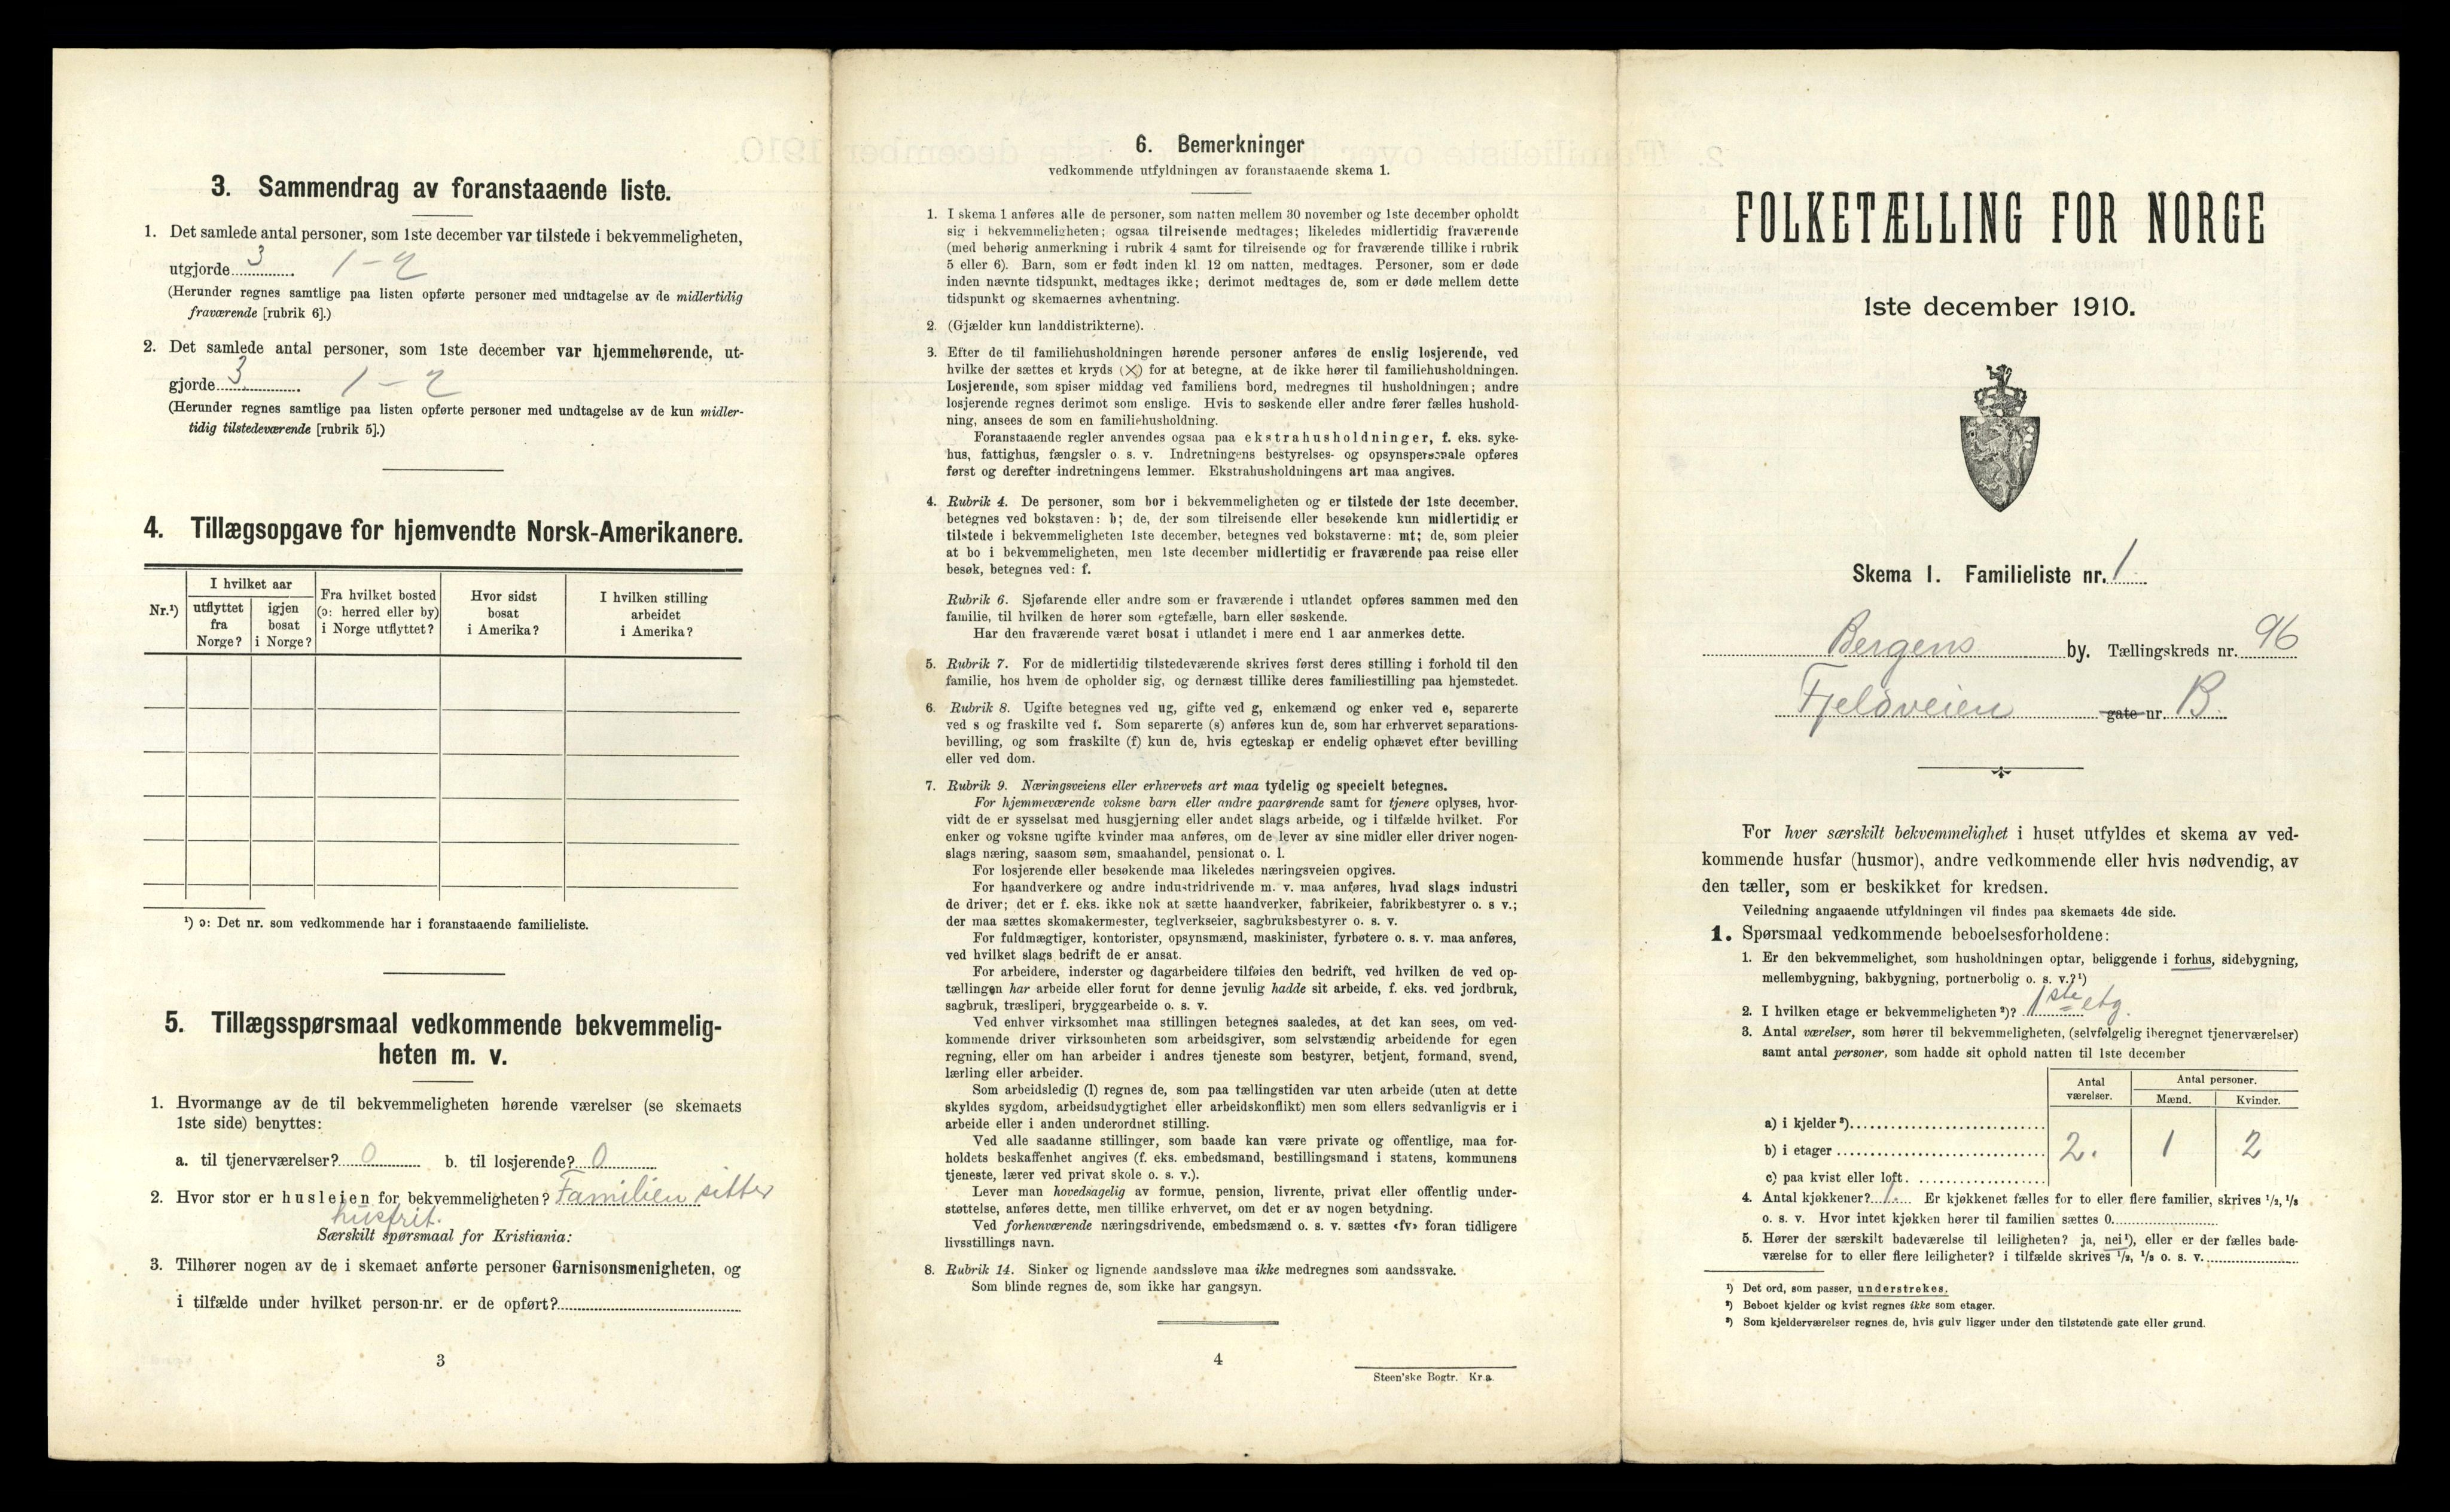 3. Sammendrag av foranstaaende liste.
1. Det samlede antal personer, som 1ste december var tilstede i bekvemmeligheten,
utgjorde 3 1 - 2
(Herunder regnes samtlige paa listen opførte personer med undtagelse av de midlertidig
fraværende [rubrik 6].)
2. Det samlede antal personer, som 1ste december var hjemmehørende, ut-
gjorde 3 1 - 2
(Herunder regnes samtlige paa listen opførte personer med undtagelse av de kun midler-
tidig tilstedeværende [rubrik 5].)
4. Tillægsopgave for hjemvendte Norsk-Amerikanere.
Nr.¹)
I hvilket aar
utflyttet
fra
Norge?
igjen
bosat
i Norge?
Fra hvilket bosted
(ɔ: herred eller by)
i Norge utflyttet?
Hvor sidst
bosat
i Amerika?
I hvilken stilling
arbeidet
i Amerika?
¹) ɔ: Det nr. som vedkommende har i foranstaaende familieliste.
5. Tillægsspørsmaal vedkommende bekvemmelig-
heten m. v.
1. Hvormange av de til bekvemmeligheten hørende værelser (se skemaets
1ste side) benyttes:
a. til tjenerværelser? 0 b. til losjerende? 0
2. Hvor stor er husleien for bekvemmeligheten? Familien sitter
husfrit.
Særskilt spørsmaal for Kristiania:
3. Tilhører nogen av de i skemaet anførte personer Garnisonsmenigheten, og
i tilfælde under hvilket person-nr. er de opført?
3
6. Bemerkninger
vedkommende utfyldningen av foranstaaende skema 1.
1. I skema 1 anføres alle de personer, som natten mellem 30 november og 1ste december opholdt
sig i bekvemmeligheten; ogsaa tilreisende medtages; likeledes midlertidig fraværende
(med behørig anmerkning i rubrik 4 samt for tilreisende og for fraværende tillike i rubrik
5 eller 6). Barn, som er født inden kl. 12 om natten, medtages. Personer, som er døde
inden nævnte tidspunkt, medtages ikke; derimot medtages de, som er døde mellem dette
tidspunkt og skemaernes avhentning.
2. (Gjælder kun landdistrikterne).
3. Efter de til familiehusholdningen hørende personer anføres de enslig losjerende, ved
hvilke der sættes et kryds (×) for at betegne, at de ikke hører til familiehusholdningen.
Losjerende, som spiser middag ved familiens bord, medregnes til husholdningen; andre
losjerende regnes derimot som enslige. Hvis to søskende eller andre fører fælles hushold-
ning, ansees de som en familiehusholdning.
Foranstaaende regler anvendes ogsaa paa ekstrahusholdninger, f. eks. syke-
hus, fattighus, fængsler o. s. v. Indretningens bestyrelses- og opsynspersonale opføres
først og derefter indretningens lemmer. Ekstrahusholdningens art maa angives.
4. Rubrik 4. De personer, som bor i bekvemmeligheten og er tilstede der 1ste december,
betegnes ved bokstaven: b; de, der som tilreisende eller besøkende kun midlertidig er
tilstede i bekvemmeligheten 1ste december, betegnes ved bokstaverne: mt; de, som pleier
at bo i bekvemmeligheten, men 1ste december midlertidig er fraværende paa reise eller
besøk, betegnes ved: f.
Rubrik 6. Sjøfarende eller andre som er fraværende i utlandet opføres sammen med den
familie, til hvilken de hører som egtefælle, barn eller søskende.
Har den fraværende været bosat i utlandet i mere end 1 aar anmerkes dette.
5. Rubrik 7. For de midlertidig tilstedeværende skrives først deres stilling i forhold til den
familie, hos hvem de opholder sig, og dernæst tillike deres familiestilling paa hjemstedet.
6. Rubrik 8. Ugifte betegnes ved ug, gifte ved g, enkemænd og enker ved e, separerte
ved s og fraskilte ved f. Som separerte (s) anføres kun de, som har erhvervet separations-
bevilling, og som fraskilte (f) kun de, hvis egteskap er endelig ophævet efter bevilling
eller ved dom.
7. Rubrik 9. Næringsveiens eller erhvervets art maa tydelig og specielt betegnes.
For hjemmeværende voksne barn eller andre paarørende samt for tjenere oplyses, hvor-
vidt de er sysselsat med husgjerning eller andet slags arbeide, og i tilfælde hvilket. For
enker og voksne ugifte kvinder maa anføres, om de lever av sine midler eller driver nogen-
slags næring, saasom søm, smaahandel, pensionat o. l.
For losjerende eller besøkende maa likeledes næringsveien opgives.
For haandverkere og andre industridrivende m. v. maa anføres, hvad slags industri
de driver; det er f. eks. ikke nok at sætte haandverker, fabrikeier, fabrikbestyrer o. s v.;
der maa sættes skomakermester, teglverkseier, sagbruksbestyrer o. s. v.
For fuldmægtiger, kontorister, opsynsmænd, maskinister, fyrbøtere o. s. v. maa anføres,
ved hvilket slags bedrift de er ansat.
For arbeidere, inderster og dagarbeidere tilføies den bedrift, ved hvilken de ved op-
tællingen har arbeide eller forut for denne jevnlig hadde sit arbeide, f. eks. ved jordbruk,
sagbruk, træsliperi, bryggearbeide o. s. v.
Ved enhver virksomhet maa stillingen betegnes saaledes, at det kan sees, om ved-
kommende driver virksomheten som arbeidsgiver, som selvstændig arbeidende for egen
regning, eller om han arbeider i andres tjeneste som bestyrer, betjent, formand, svend,
lærling eller arbeider.
Som arbeidsledig (l) regnes de, som paa tællingstiden var uten arbeide (uten at dette
skyldes sygdom, arbeidsudygtighet eller arbeidskonflikt) men som ellers sedvanligvis er i
arbeide eller i anden underordnet stilling.
Ved alle saadanne stillinger, som baade kan være private og offentlige, maa for-
holdets beskaffenhet angives (f. eks. embedsmand, bestillingsmand i statens, kommunens
tjeneste, lærer ved privat skole o. s. v.).
Lever man hovedsagelig av formue, pension, livrente, privat eller offentlig under-
støttelse, anføres dette, men tillike erhvervet, om det er av nogen betydning.
Ved forhenværende næringsdrivende, embedsmænd o. s. v. sættes «fv» foran tidligere
livsstillings navn.
8. Rubrik 14. Sinker og lignende aandssløve maa ikke medregnes som aandssvake.
Som blinde regnes de, som ikke har gangsyn.
4
Steen'ske Bogtr. Kr.a.
FOLKETÆLLING FOR NORGE
1ste december 1910.
Skema 1. Familieliste nr. 1
Bergens by. Tællingskreds nr. 96
Fjeldveien gate nr. B.
For hver særskilt bekvemmelighet i huset utfyldes et skema av ved-
kommende husfar (husmor), andre vedkommende eller hvis nødvendig, av
den tæller, som er beskikket for kredsen.
Veiledning angaaende utfyldningen vil findes paa skemaets 4de side.
1. Spørsmaal vedkommende beboelsesforholdene:
1. Er den bekvemmelighet, som husholdningen optar, beliggende i forhus, sidebygning,
mellembygning, bakbygning, portnerbolig o. s. v.?¹)
2. I hvilken etage er bekvemmeligheten²)? 1ste etg.
3. Antal værelser, som hører til bekvemmeligheten, (selvfølgelig iberegnet tjenerværelser)
samt antal personer, som hadde sit ophold natten til 1ste december
Antal
værelser.
Antal personer.
Mænd. Kvinder.
a) i kjelder³)
b) i etager 2. 1 2
c) paa kvist eller loft.
4. Antal kjøkkener? 1. Er kjøkkenet fælles for to eller flere familier, skrives ¹/₂, ¹/₃
o. s. v. Hvor intet kjøkken hører til familien sættes 0.
5. Hører der særskilt badeværelse til leiligheten? ja, nei¹), eller er der fælles bade-
værelse for to eller flere leiligheter? i tilfælde skrives ¹/₂, ¹/₃ o. s. v.
¹) Det ord, som passer, understrekes.
²) Beboet kjelder og kvist regnes ikke som etager.
³) Som kjelderværelser regnes de, hvis gulv ligger under den tilstøtende gate eller grund.